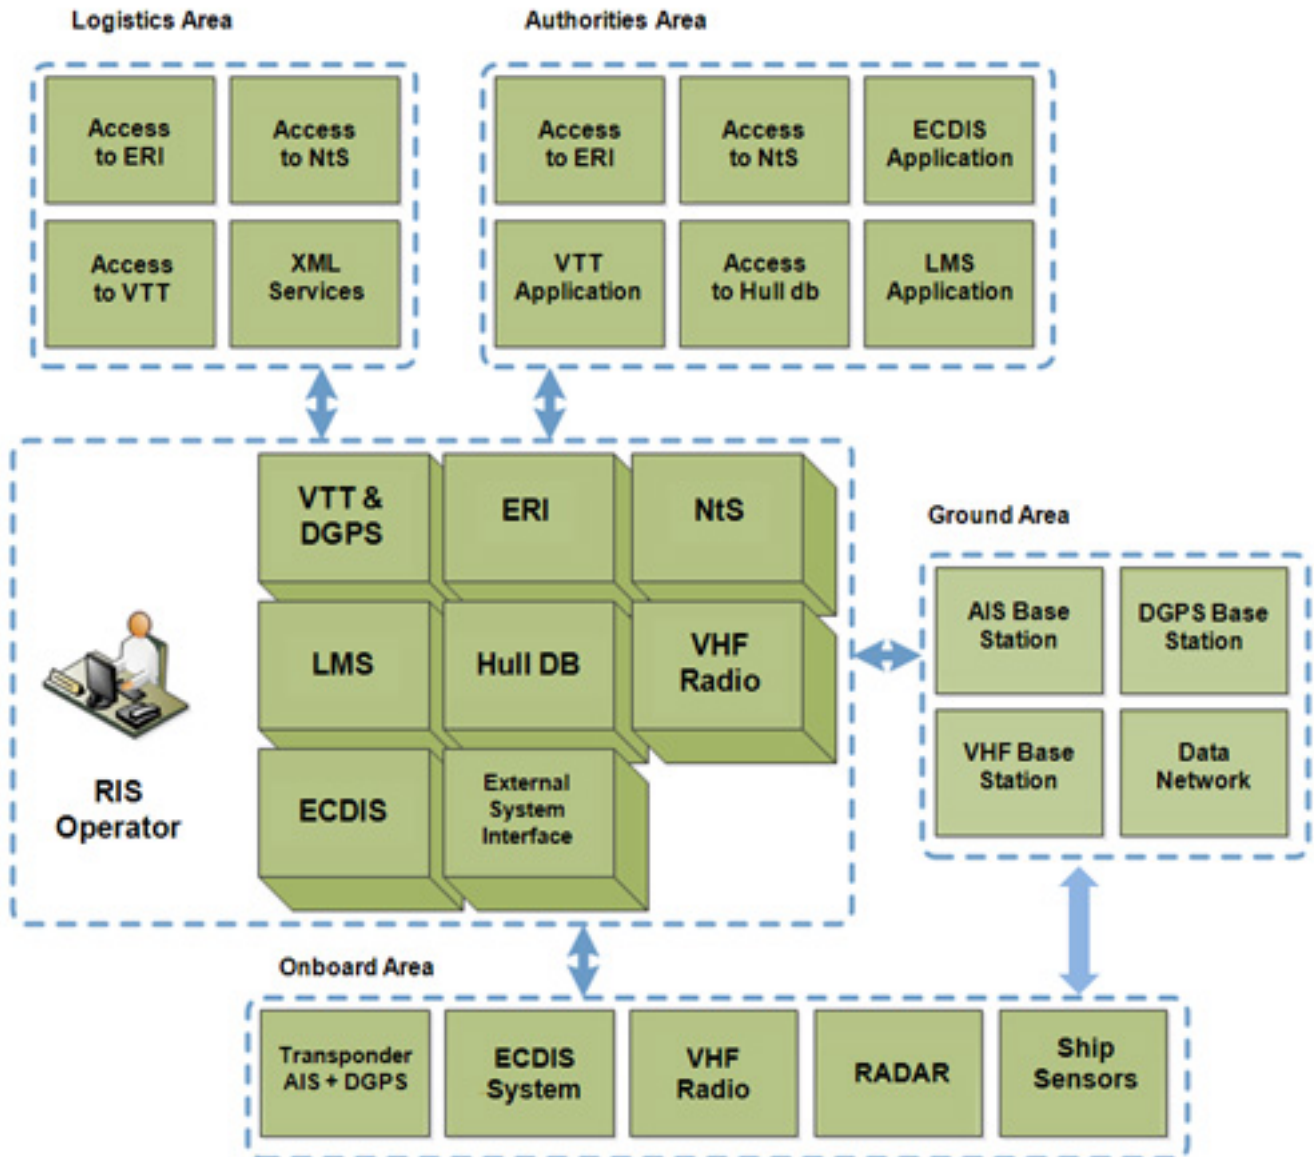 Logistics Area
Authorities Area
Access
to ERI
Access
to NtS
Access
to VTT
XML
Services
Access
to ERI
Access
to NtS
ECDIS
Application
VTT
Application
Access
to Hull db
LMS
Application
VTT &
DGPS
ERI
NtS
LMS
Hull DB
VHF
Radio
ECDIS
External
System
Interface
RIS
Operator
Ground Area
AIS Base
Station
DGPS Base
Station
VHF Base
Station
Data
Network
Onboard Area
Transponder
AIS + DGPS
ECDIS
System
VHF
Radio
RADAR
Ship
Sensors